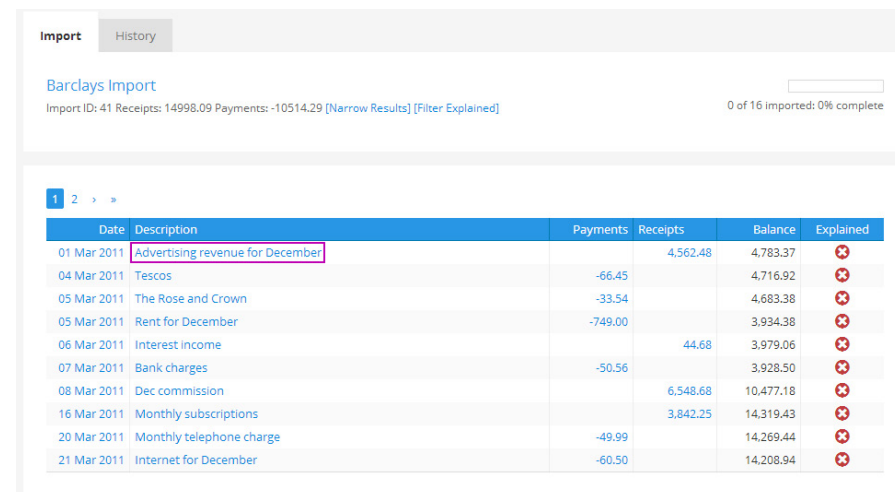 Import History
Barclays Import
Import ID: 41 Receipts: 14998.09 Payments: -10514.29 [Narrow Results] [Filter Explained]
0 of 16 imported: 0% complete
1 2 › »
Date Description Payments Receipts Balance Explained
01 Mar 2011 Advertising revenue for December 4,562.48 4,783.37
04 Mar 2011 Tescos -66.45 4,716.92
05 Mar 2011 The Rose and Crown -33.54 4,683.38
05 Mar 2011 Rent for December -749.00 3,934.38
06 Mar 2011 Interest income 44.68 3,979.06
07 Mar 2011 Bank charges -50.56 3,928.50
08 Mar 2011 Dec commission 6,548.68 10,477.18
16 Mar 2011 Monthly subscriptions 3,842.25 14,319.43
20 Mar 2011 Monthly telephone charge -49.99 14,269.44
21 Mar 2011 Internet for December -60.50 14,208.94